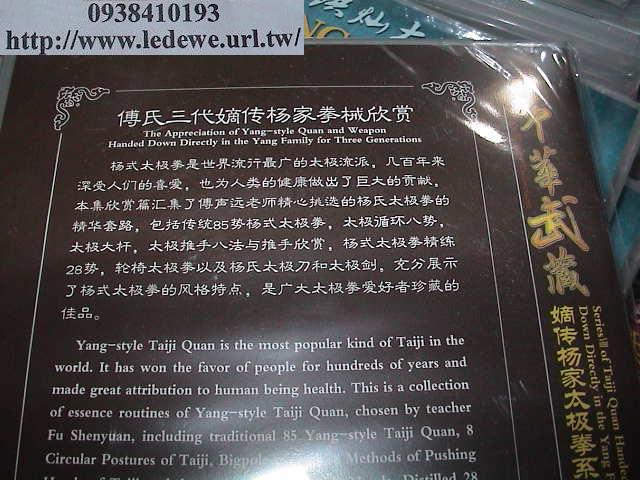 0938410193
http://www.ledewe.url.tw/
傅氏三代嫡传杨家拳械欣赏
The Appreciation of Yang-style Quan and Weapon
Handed Down Directly in the Yang Family for Three Generations
杨式太极拳是世界流行最广的太极流派，几百年来
深受人们的喜爱，也为人类的健康做出了巨大的贡献，
本集欣赏篇汇集了傅声远老师精心挑选的杨氏太极拳的
精华套路，包括传统85势杨式太极拳，太极循环八势，
太极大杆，太极推手八法与推手欣赏，杨式太极拳精练
28势，轮椅太极拳以及杨氏太极刀和太极剑，充分展示
了杨式太极拳的风格特点，是广大太极拳爱好者珍藏的
佳品。
Yang-style Taiji Quan is the most popular kind of Taiji in the
world. It has won the favor of people for hundreds of years and
made great attribution to human being health. This is a collection
of essence routines of Yang-style Taiji Quan, chosen by teacher
Fu Shenyuan, including traditional 85 Yang-style Taiji Quan, 8
Circular Postures of Taiji, Methods of Pushing
28
中华武藏
嫡传杨家太极拳系
Series of Taiji Quan Handed
Down Directly in the Yang